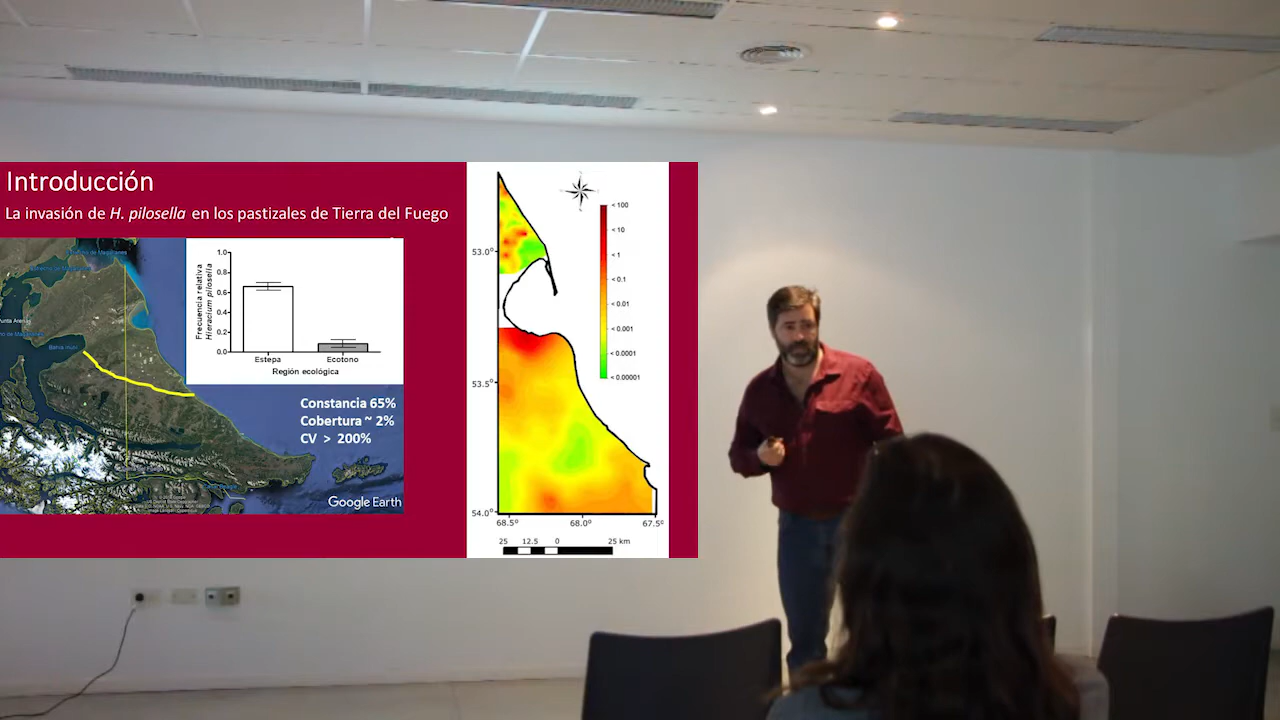 Introducción
La invasión de H. pilosella en los pastizales de Tierra del Fuego
Punta Arenas
Frecuencia relativa
Hieracium pilosella
1.0
0.8
0.6
0.4
0.2
0.0
Estepa
Ecotono
Región ecológica
Constancia 65%
Cobertura ~ 2%
CV > 200%
Google Earth
< 100
< 10
< 1
< 0.1
< 0.01
< 0.001
< 0.0001
< 0.00001
53.0°
53.5°
54.0°
68.5°
68.0°
67.5°
25 12.5 0 25 km